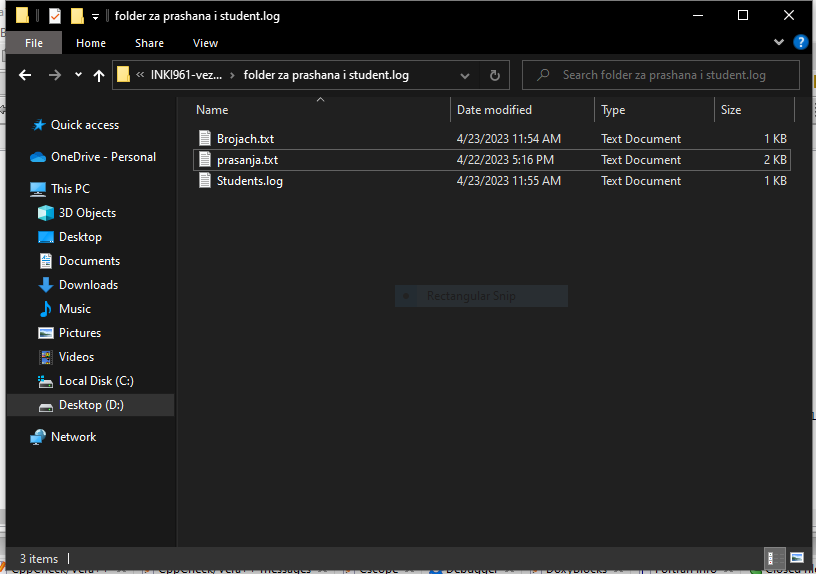 folder za prashana i student.log
File Home Share View
« INKI961-vez... > folder za prashana i student.log
Search folder za prashana i student.log
Name Date modified Type Size
Quick access
OneDrive - Personal
This PC
3D Objects
Desktop
Documents
Downloads
Music
Pictures
Videos
Local Disk (C:)
Desktop (D:)
Network
Brojach.txt 4/23/2023 11:54 AM Text Document 1 KB
prasanja.txt 4/22/2023 5:16 PM Text Document 2 KB
Students.log 4/23/2023 11:55 AM Text Document 1 KB
Rectangular Snip
3 items